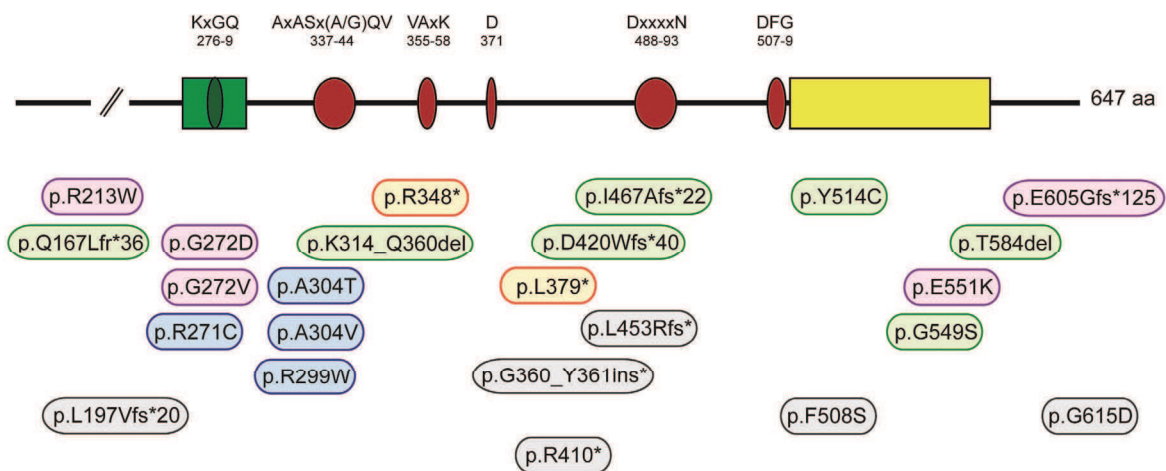 KxGQ
276-9
AxASx(A/G)QV
337-44
VAxK
355-58
D
371
DxxxxN
488-93
DFG
507-9
647 aa
p.R213W
p.R348*
p.I467Afs*22
p.Y514C
p.E605Gfs*125
p.Q167Lfr*36
p.G272D
p.K314_Q360del
p.D420Wfs*40
p.T584del
p.G272V
p.A304T
p.L379*
p.E551K
p.R271C
p.A304V
p.L453Rfs*
p.G549S
p.R299W
p.G360_Y361ins*
p.L197Vfs*20
p.F508S
p.G615D
p.R410*